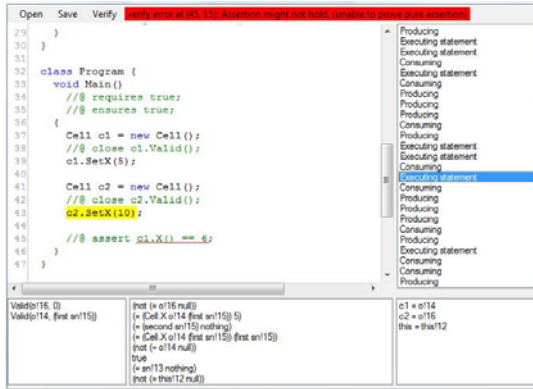 Open Save Verify verify error at (45, 15): Assertion might not hold. (unable to prove pure assertion)
29 }
30 }
31
32 class Program {
33 void Main()
34 //@ requires true;
35 //@ ensures true;
36 {
37 Cell c1 = new Cell();
38 //@ close c1.Valid();
39 c1.SetX(5);
40
41 Cell c2 = new Cell();
42 //@ close c2.Valid();
43 c2.SetX(10);
44
45 //@ assert c1.X() == 6;
46 }
47 }
Producing
Executing statement
Producing
Executing statement
Consuming
Executing statement
Consuming
Producing
Producing
Producing
Consuming
Producing
Executing statement
Executing statement
Consuming
Executing statement
Consuming
Producing
Producing
Producing
Consuming
Producing
Executing statement
Consuming
Consuming
Producing
Valid(o!16, 0)
Valid(o!14, (first sn!15))
(not (= o!16 null))
(= (Cell.X o!14 (first sn!15)) 5)
(= (second sn!15) nothing)
(= (Cell.X o!14 (first sn!15)) (first sn!15))
(not (= o!14 null))
true
(= sn!13 nothing)
(not (= this!12 null))
c1 = o!14
c2 = o!16
this = this!12